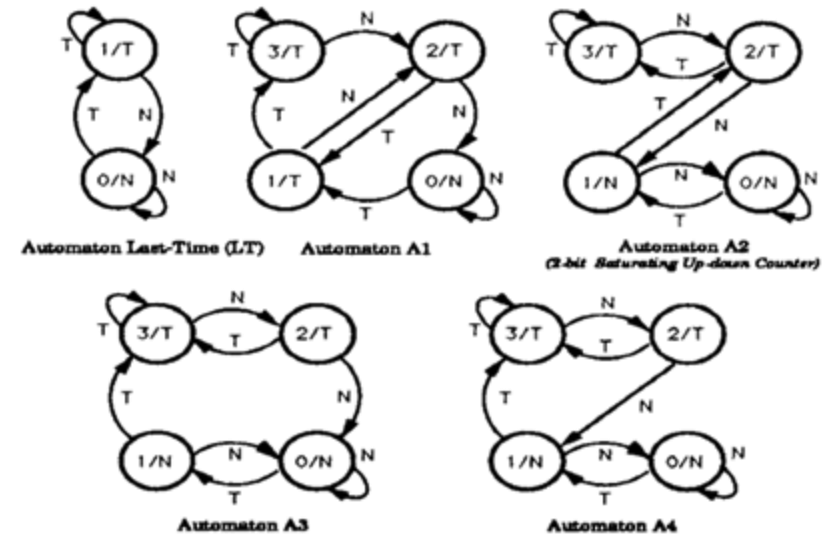 T 1/T
T N
0/N N
Automaton Last-Time (LT)
T 3/T N 2/T
T N T N
1/T 0/N N
T
Automaton A1
T 3/T N 2/T
T
T N
1/N N 0/N N
T
Automaton A2
(2-bit Saturating Up-down Counter)
T 3/T N 2/T
T
T N
1/N N 0/N N
T
Automaton A3
T 3/T N 2/T
T
T N
1/N N 0/N N
T
Automaton A4